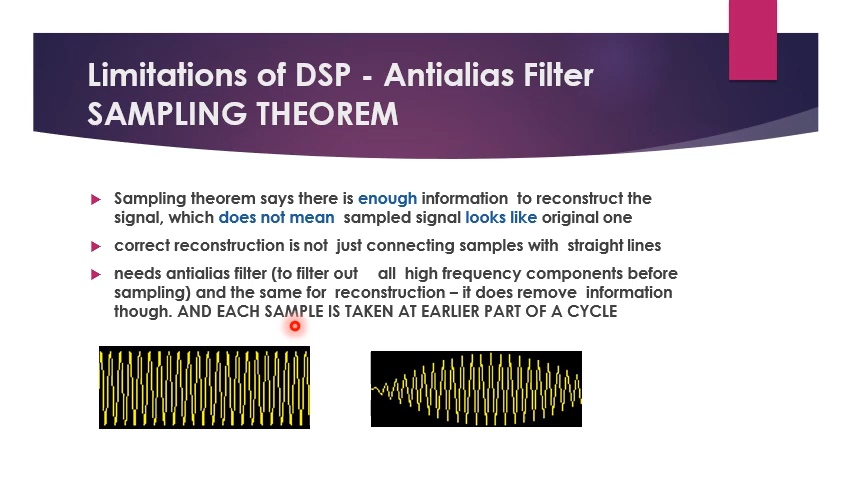 Limitations of DSP - Antialias Filter
SAMPLING THEOREM
Sampling theorem says there is enough information to reconstruct the
signal, which does not mean sampled signal looks like original one
correct reconstruction is not just connecting samples with straight lines
needs antialias filter (to filter out all high frequency components before
sampling) and the same for reconstruction – it does remove information
though. AND EACH SAMPLE IS TAKEN AT EARLIER PART OF A CYCLE